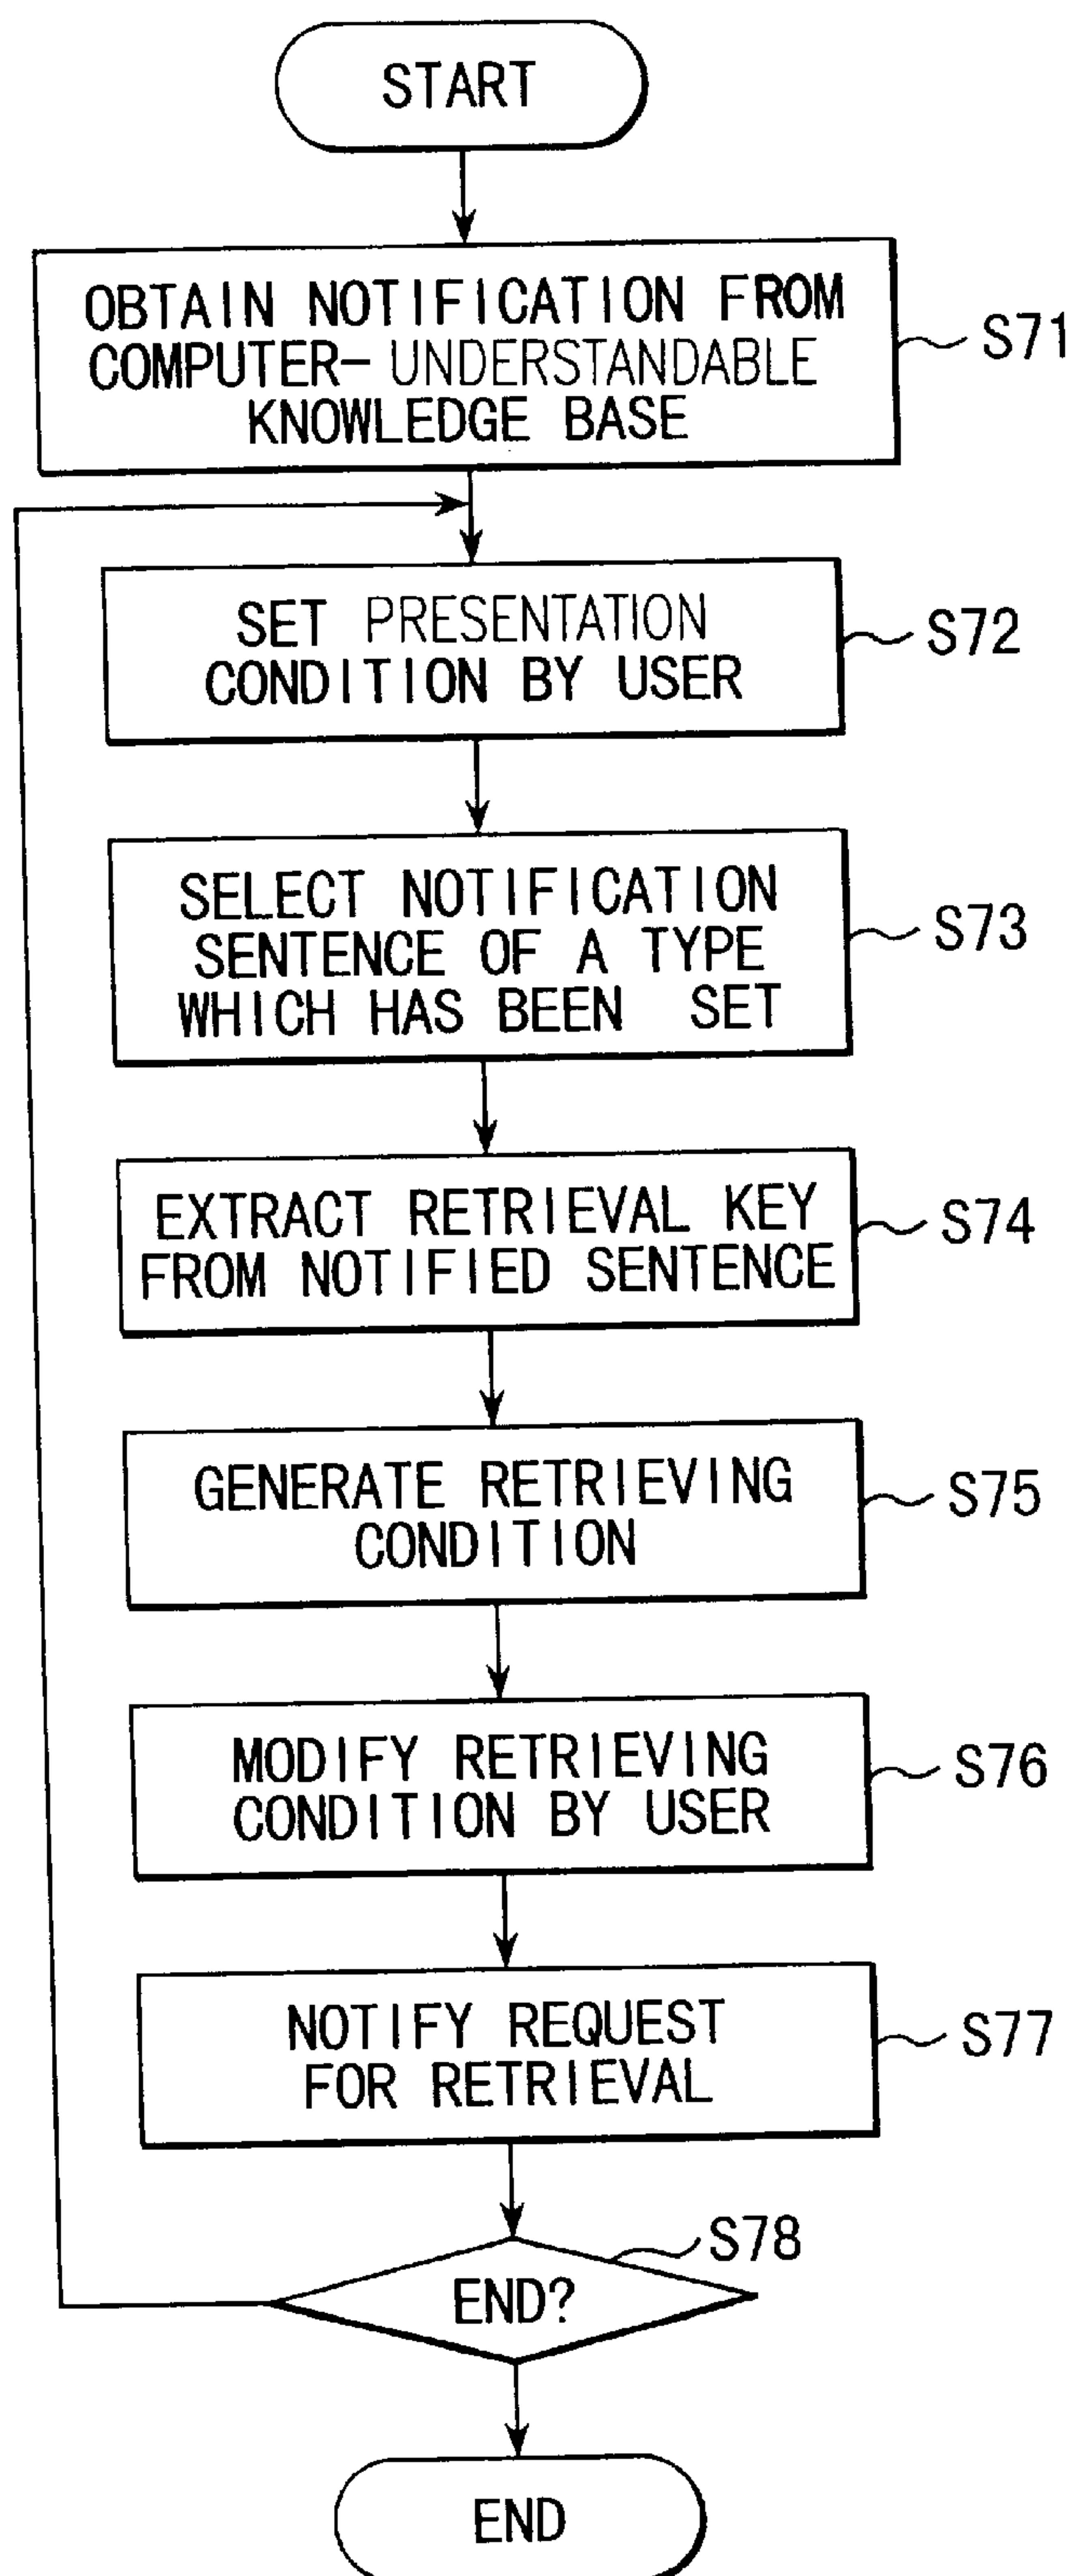 START
OBTAIN NOTIFICATION FROM
COMPUTER- UNDERSTANDABLE
KNOWLEDGE BASE
S71
SET PRESENTATION
CONDITION BY USER
S72
SELECT NOTIFICATION
SENTENCE OF A TYPE
WHICH HAS BEEN SET
S73
EXTRACT RETRIEVAL KEY
FROM NOTIFIED SENTENCE
S74
GENERATE RETRIEVING
CONDITION
S75
MODIFY RETRIEVING
CONDITION BY USER
S76
NOTIFY REQUEST
FOR RETRIEVAL
S77
S78
END?
END